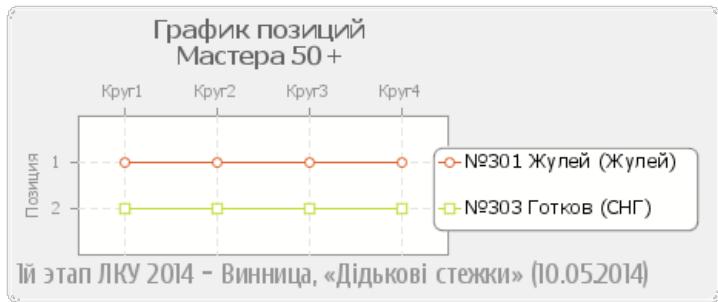 График позиций
Мастера 50 +
Круг1 Круг2 Круг3 Круг4
Позиция
1
2
№301 Жулей (Жулей)
№303 Готков (СНГ)
1й этап ЛКУ 2014 - Винница, «Дідькові стежки» (10.05.2014)